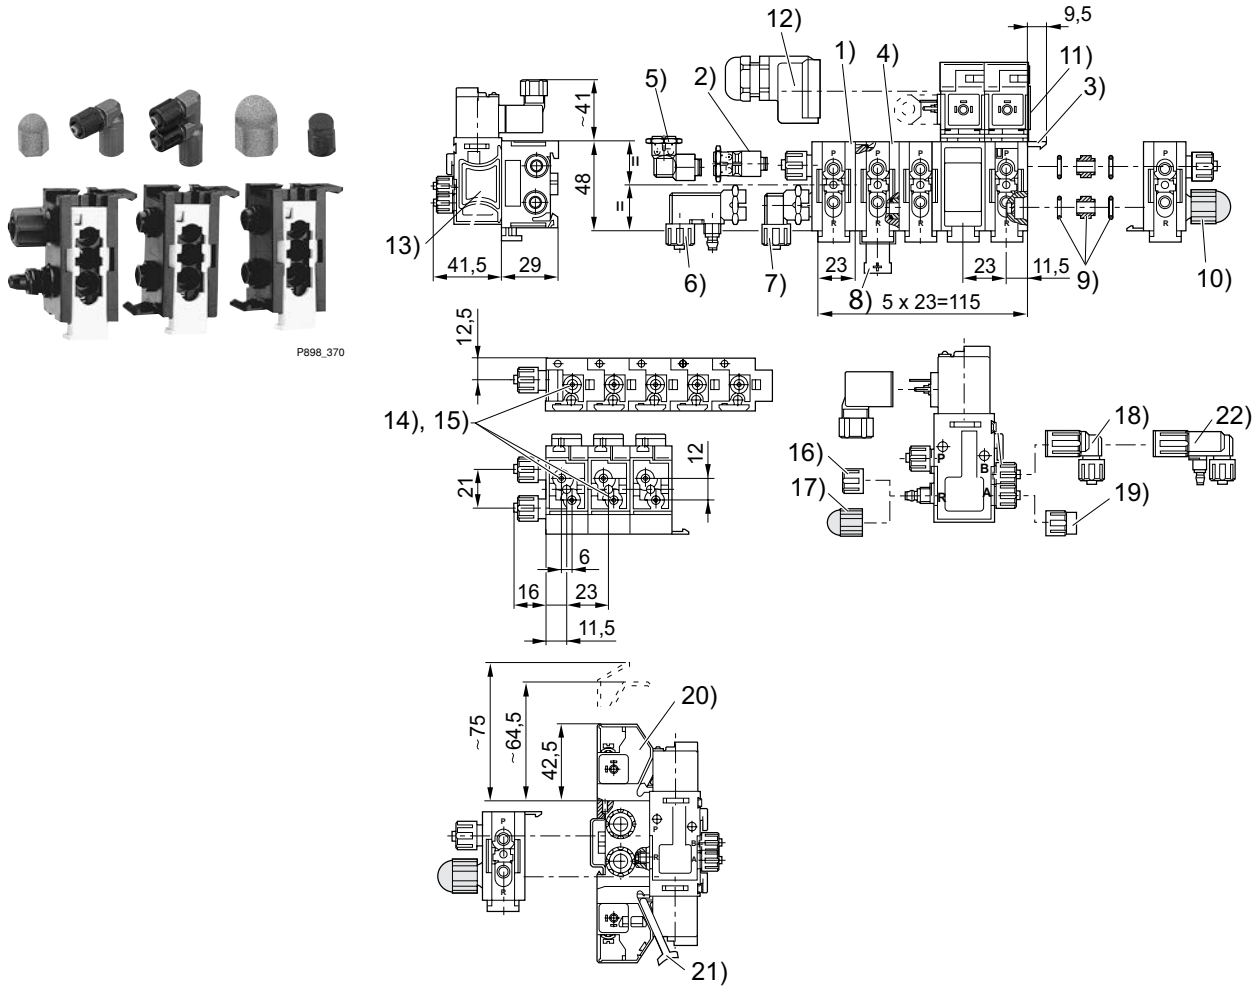 12)
9,5
1)
4)
11)
3)
5)
2)
~41
=
=
48
13)
41,5
29
6)
7)
8)
23
23
11,5
9)
10)
5 x 23=115
P
R
P
R
P
R
P
R
P
R
P898_370
12,5
14), 15)
21
12
6
16
23
11,5
16)
17)
18)
22)
19)
P
B
R
A
~75
~64,5
42,5
20)
21)
P
R
P
B
R
A